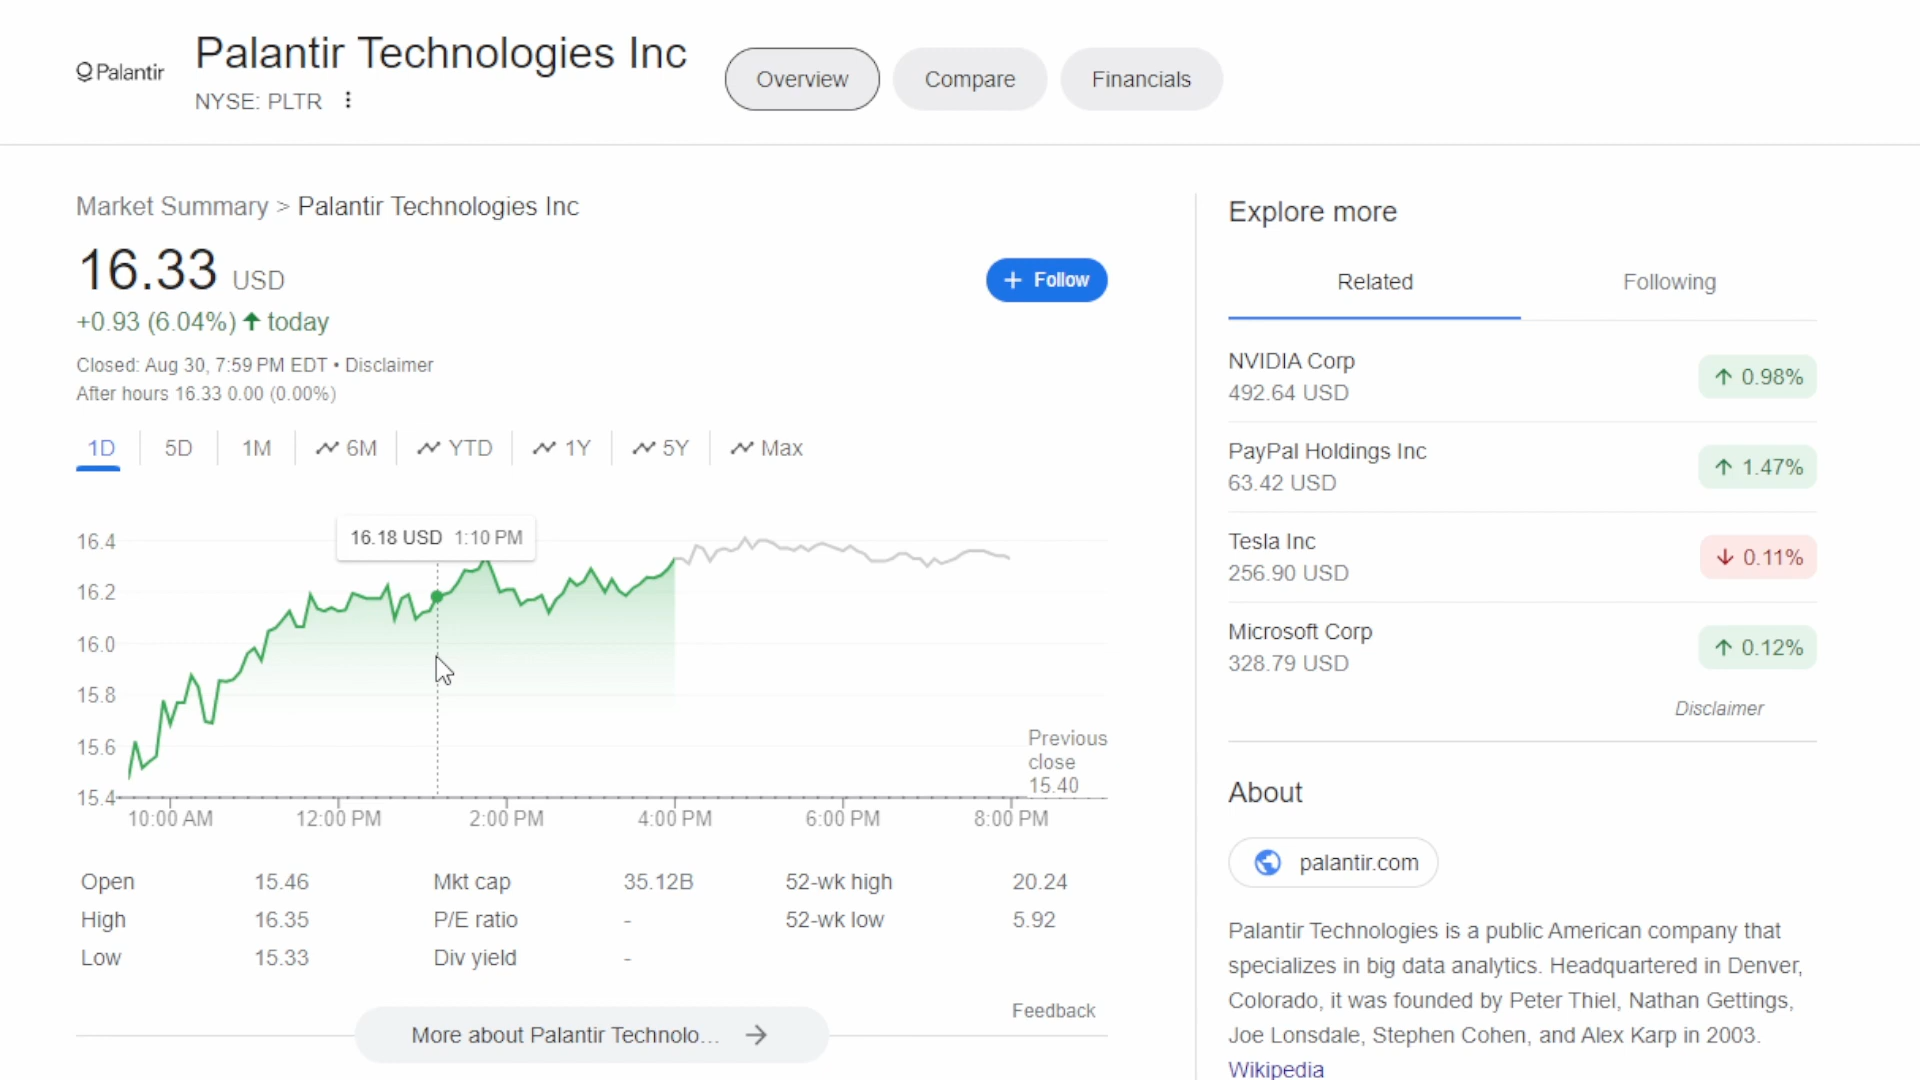 Palantir
Palantir Technologies Inc
NYSE: PLTR
Overview
Compare
Financials
Market Summary > Palantir Technologies Inc
16.33 USD
+0.93 (6.04%) today
Closed: Aug 30, 7:59 PM EDT • Disclaimer
After hours 16.33 0.00 (0.00%)
+ Follow
1D
5D
1M
6M
YTD
1Y
5Y
Max
16.18 USD 1:10 PM
16.4
16.2
16.0
15.8
15.6
15.4
Previous
close
15.40
10:00 AM
12:00 PM
2:00 PM
4:00 PM
6:00 PM
8:00 PM
Open 15.46
High 16.35
Low 15.33
Mkt cap 35.12B
P/E ratio -
Div yield -
52-wk high 20.24
52-wk low 5.92
Feedback
More about Palantir Technolo...
Explore more
Related
Following
NVIDIA Corp
492.64 USD
0.98%
PayPal Holdings Inc
63.42 USD
1.47%
Tesla Inc
256.90 USD
0.11%
Microsoft Corp
328.79 USD
0.12%
Disclaimer
About
palantir.com
Palantir Technologies is a public American company that
specializes in big data analytics. Headquartered in Denver,
Colorado, it was founded by Peter Thiel, Nathan Gettings,
Joe Lonsdale, Stephen Cohen, and Alex Karp in 2003.
Wikipedia